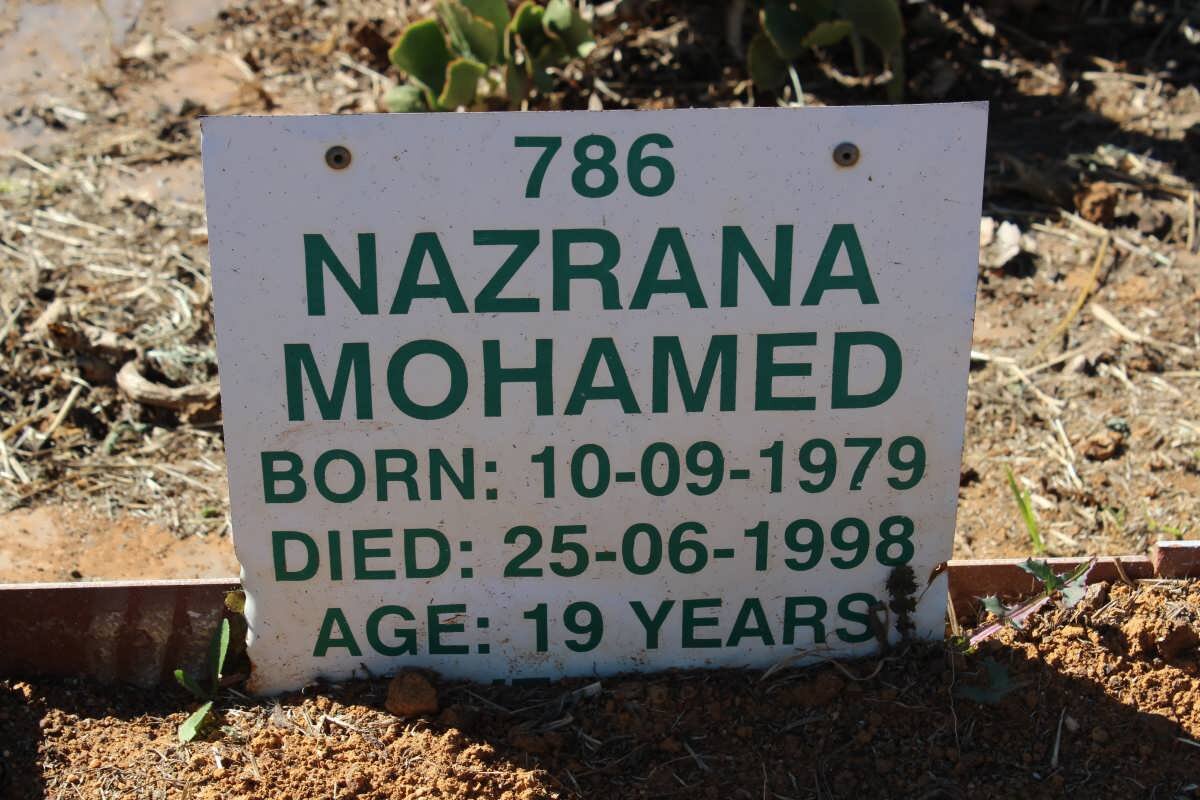 786
NAZRANA
MOHAMED
BORN: 10-09-1979
DIED: 25-06-1998
AGE: 19 YEARS